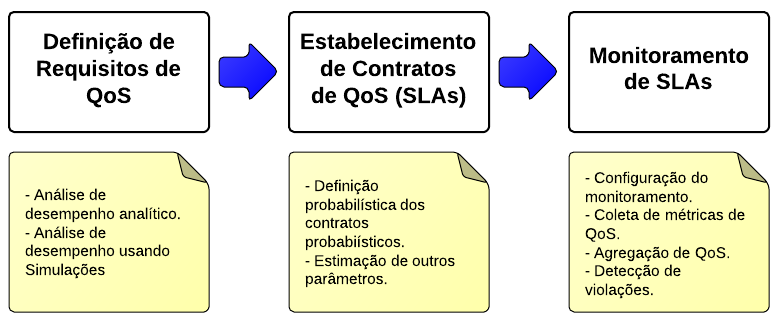 Definição de
Requisitos de
QoS
Estabelecimento
de Contratos
de QoS (SLAs)
Monitoramento
de SLAs
- Análise de
desempenho analítico.
- Análise de
desempenho usando
Simulações
- Definição
probabilística dos
contratos
probabiísticos.
- Estimação de outros
parâmetros.
- Configuração do
monitoramento.
- Coleta de métricas de
QoS.
- Agregação de QoS.
- Detecção de
violações.